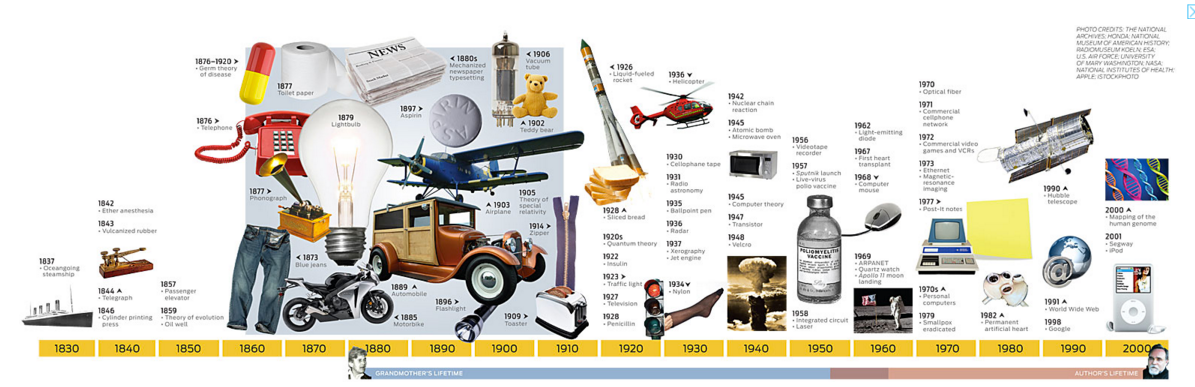 PHOTO CREDITS: THE NATIONAL
ARCHIVES; HONDA; NATIONAL
MUSEUM OF AMERICAN HISTORY;
RADIOMUSEUM KOELN; ESA;
U.S. AIR FORCE; UNIVERSITY
OF MARY WASHINGTON; NASA;
NATIONAL INSTITUTES OF HEALTH;
APPLE; ISTOCKPHOTO
1837
• Oceangoing
steamship
1842
• Ether anesthesia
1843
• Vulcanized rubber
1844
• Telegraph
1846
• Cylinder printing
press
1857
• Passenger
elevator
1859
• Theory of evolution
• Oil well
1876–1920
• Germ theory
of disease
1876
• Telephone
1877
Toilet paper
1877
• Phonograph
1873
Blue jeans
1879
Lightbulb
1880s
Mechanized
newspaper
typesetting
NEWS
1897
Aspirin
1889
Automobile
1885
Motorbike
1896
Flashlight
1906
Vacuum
tube
1902
Teddy bear
1903
Airplane
1905
Theory of
special
relativity
1914
Zipper
1909
Toaster
1926
• Liquid-fueled
rocket
1928
• Sliced bread
1920s
• Quantum theory
1922
• Insulin
1923
• Traffic light
1927
• Television
1928
• Penicillin
1936
• Helicopter
1930
• Cellophane tape
1931
• Radio
astronomy
1935
• Ballpoint pen
1936
• Radar
1937
• Xerography
• Jet engine
1934
• Nylon
1942
• Nuclear chain
reaction
1945
• Atomic bomb
• Microwave oven
1945
• Computer theory
1947
• Transistor
1948
• Velcro
1956
• Videotape
recorder
1957
• Sputnik launch
• Live-virus
polio vaccine
POLIOMYELITIS
VACCINE
1958
• Integrated circuit
• Laser
1962
• Light-emitting
diode
1967
• First heart
transplant
1968
• Computer
mouse
1969
• ARPANET
• Quartz watch
• Apollo 11 moon
landing
1970
• Optical fiber
1971
• Commercial
cellphone
network
1972
• Commercial video
games and VCRs
1973
• Ethernet
• Magnetic-
resonance
imaging
1977
• Post-it notes
1970s
• Personal
computers
1979
• Smallpox
eradicated
1982
• Permanent
artificial heart
1990
• Hubble
telescope
1991
• World Wide Web
1998
• Google
2000
• Mapping of the
human genome
2001
• Segway
• iPod
1830 1840 1850 1860 1870 1880 1890 1900 1910 1920 1930 1940 1950 1960 1970 1980 1990 2000
GRANDMOTHER'S LIFETIME
AUTHOR'S LIFETIME